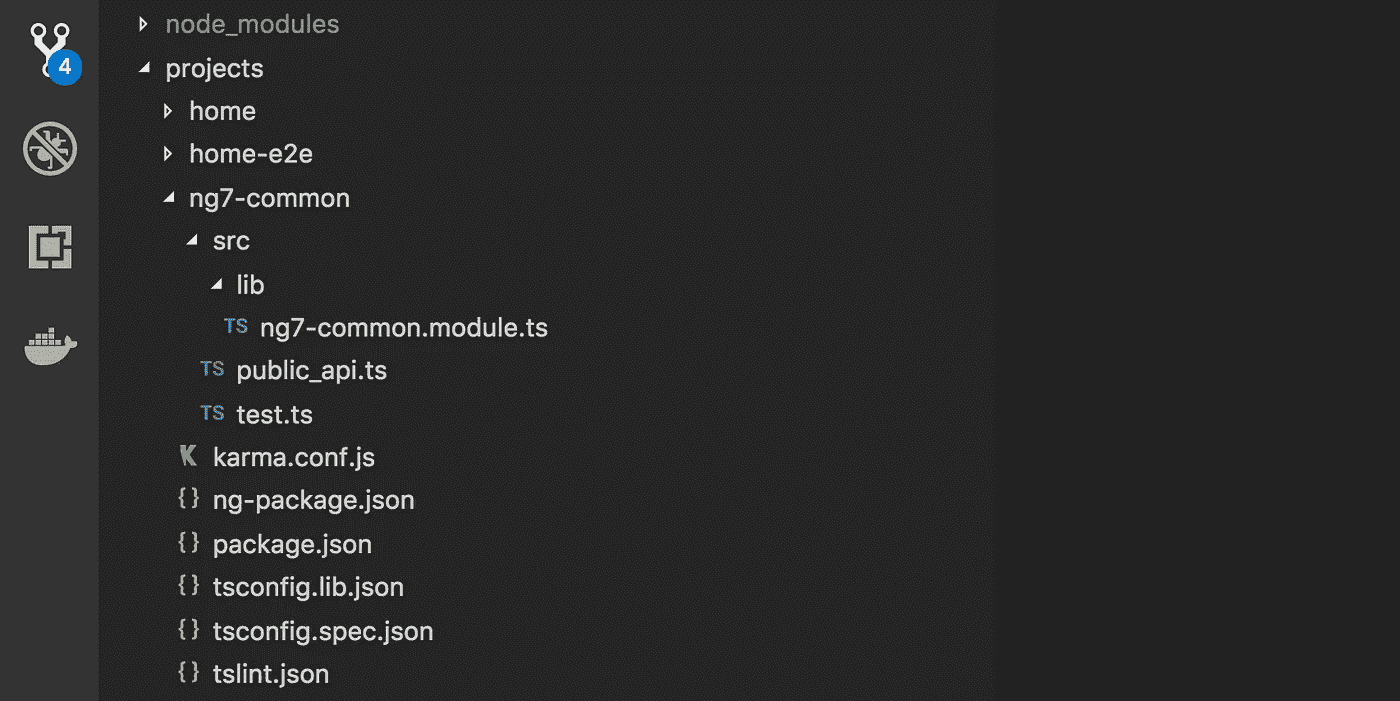 node_modules
4
projects
home
home-e2e
ng7-common
src
lib
TS ng7-common.module.ts
TS public_api.ts
TS test.ts
K karma.conf.js
{} ng-package.json
{} package.json
{} tsconfig.lib.json
{} tsconfig.spec.json
{} tslint.json